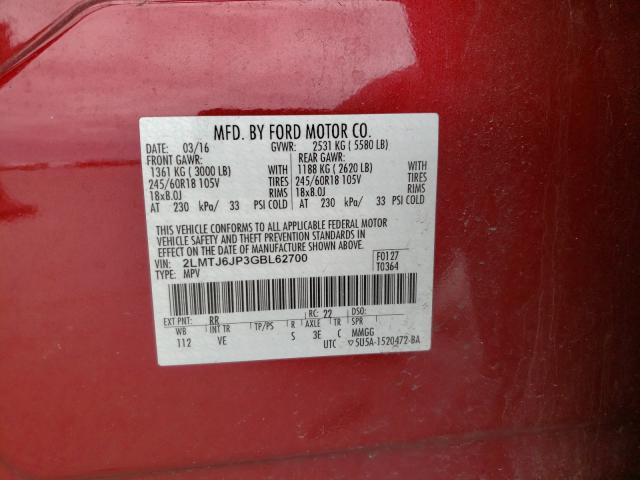 MFD. BY FORD MOTOR CO.
DATE: 03/16 GVWR: 2531 KG ( 5580 LB)
FRONT GAWR: REAR GAWR:
1361 KG ( 3000 LB) WITH 1188 KG ( 2620 LB) WITH
245/60R18 105V TIRES 245/60R18 105V TIRES
18x8.0J RIMS 18x8.0J RIMS
AT 230 kPa/ 33 PSI COLD AT 230 kPa/ 33 PSI COLD
THIS VEHICLE CONFORMS TO ALL APPLICABLE FEDERAL MOTOR
VEHICLE SAFETY AND THEFT PREVENTION STANDARDS IN
EFFECT ON THE DATE OF MANUFACTURE SHOWN ABOVE.
VIN: 2LMTJ6JP3GBL62700 F0127
TYPE: MPV T0364
EXT PNT: RR RC: 22 DSO:
WB INT TR TP/PS R AXLE TR SPR
112 VE S 3E C MMGG
UTC ▽5U5A-1520472-BA